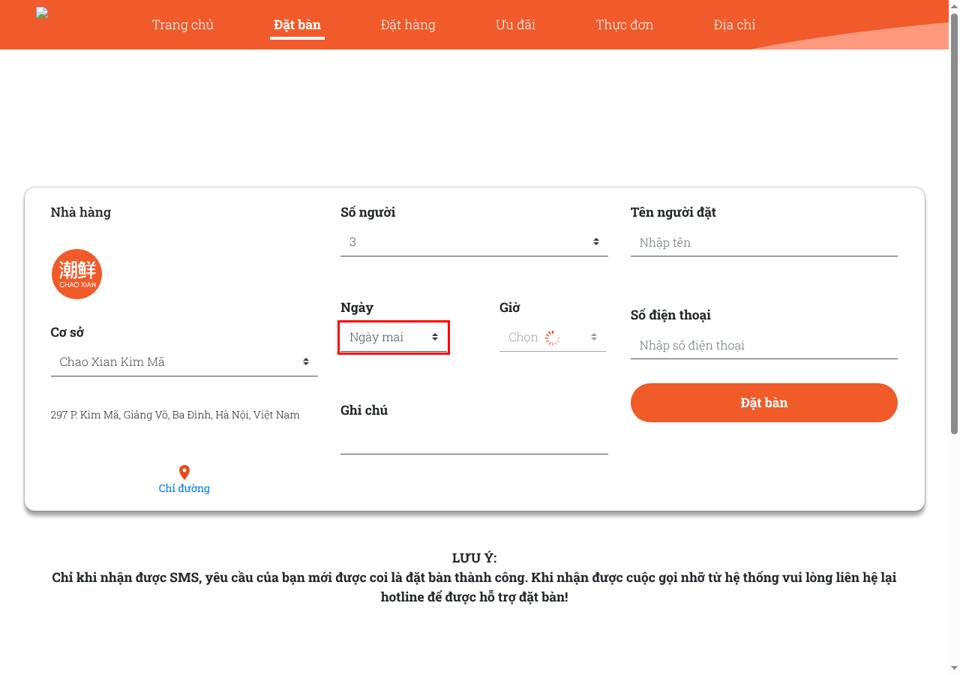 Trang chủ
Đặt bàn
Đặt hàng
Ưu đãi
Thực đơn
Địa chỉ
Nhà hàng
潮鲜
CHAO XIAN
Cơ sở
Chao Xian Kim Mã
297 P. Kim Mã, Giảng Võ, Ba Đình, Hà Nội, Việt Nam
Chỉ đường
Số người
3
Ngày
Ngày mai
Giờ
Chọn
Ghi chú
Tên người đặt
Nhập tên
Số điện thoại
Nhập số điện thoại
Đặt bàn
LƯU Ý:
Chỉ khi nhận được SMS, yêu cầu của bạn mới được coi là đặt bàn thành công. Khi nhận được cuộc gọi nhỡ từ hệ thống vui lòng liên hệ lại
hotline để được hỗ trợ đặt bàn!